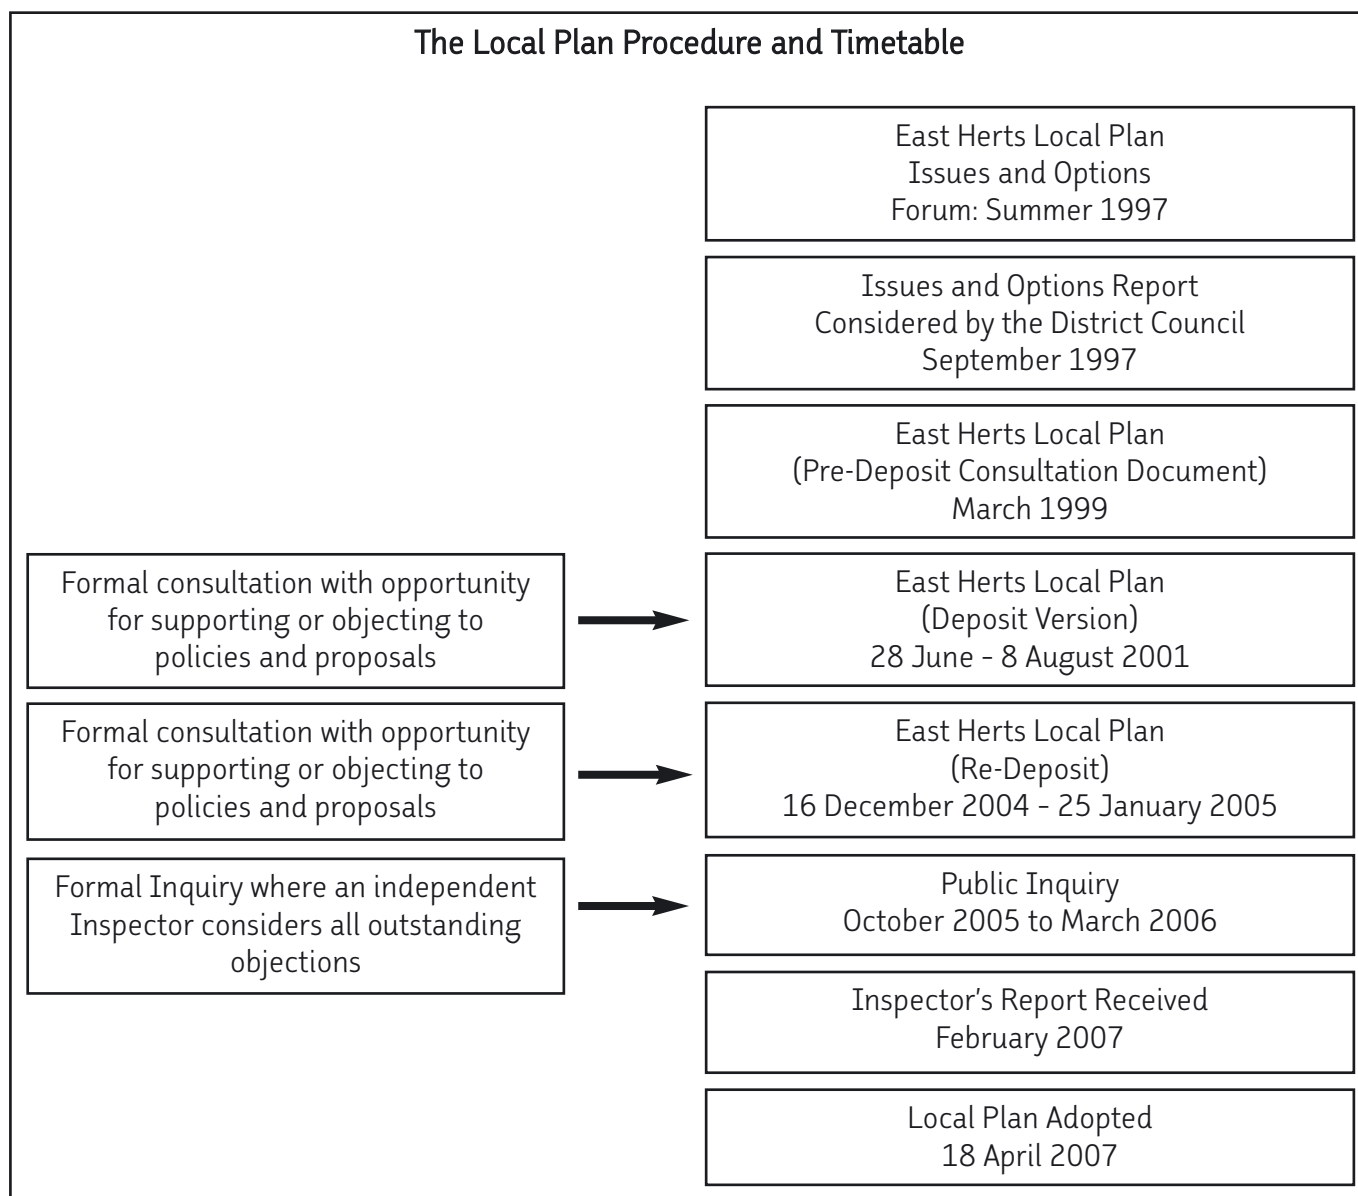 The Local Plan Procedure and Timetable
East Herts Local Plan
Issues and Options
Forum: Summer 1997
Issues and Options Report
Considered by the District Council
September 1997
East Herts Local Plan
(Pre-Deposit Consultation Document)
March 1999
Formal consultation with opportunity
for supporting or objecting to
policies and proposals
East Herts Local Plan
(Deposit Version)
28 June - 8 August 2001
Formal consultation with opportunity
for supporting or objecting to
policies and proposals
East Herts Local Plan
(Re-Deposit)
16 December 2004 - 25 January 2005
Formal Inquiry where an independent
Inspector considers all outstanding
objections
Public Inquiry
October 2005 to March 2006
Inspector's Report Received
February 2007
Local Plan Adopted
18 April 2007